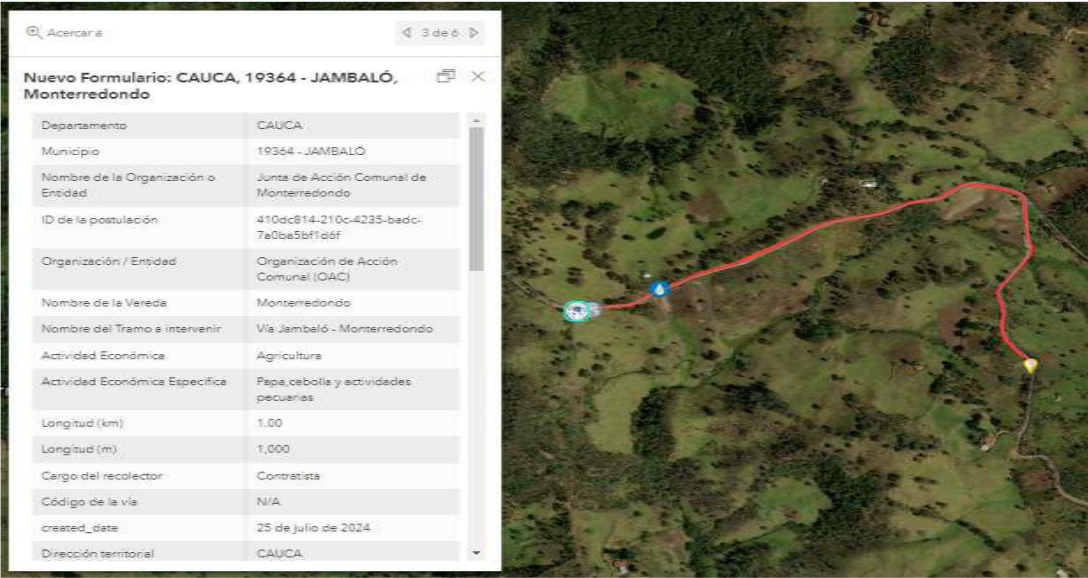 Acercar a
3 de 6
Nuevo Formulario: CAUCA, 19364 - JAMBALÓ,
Monterredondo
Departamento CAUCA
Municipio 19364 - JAMBALÓ
Nombre de la Organización o
Entidad
Junta de Acción Comunal de
Monterredondo
ID de la postulación
410dc814-210c-4235-badc-
7a0ba5bf1d6f
Organización / Entidad
Organización de Acción
Comunal (OAC)
Nombre de la Vereda Monterredondo
Nombre del Tramo a intervenir Vía Jambaló - Monterredondo
Actividad Económica Agricultura
Actividad Económica Específica
Papa,cebolla y actividades
pecuarias
Longitud (km) 1.00
Longitud (m) 1,000
Cargo del recolector Contratista
Código de la vía N/A
created_date 25 de julio de 2024
Dirección territorial CAUCA